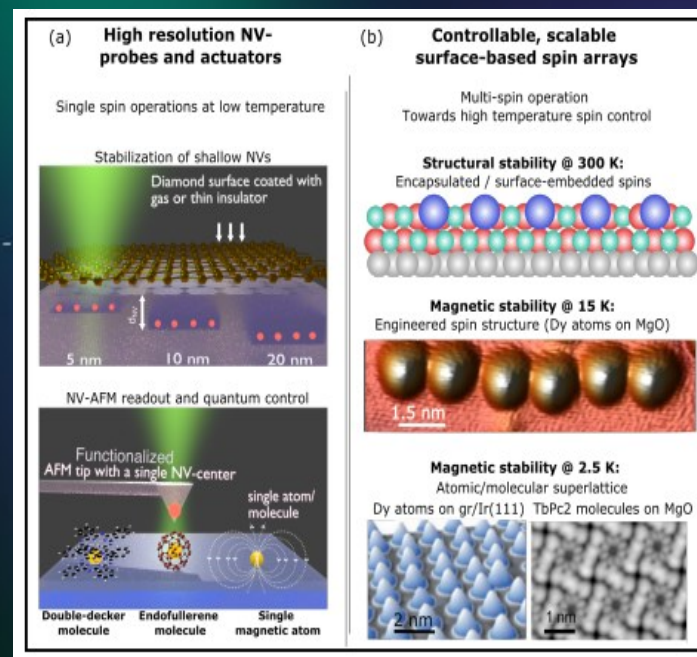 (a) High resolution NV-
probes and actuators
Single spin operations at low temperature
Stabilization of shallow NVs
Diamond surface coated with
gas or thin insulator
dNV
5 nm 10 nm 20 nm
NV-AFM readout and quantum control
Functionalized
AFM tip with a single NV-center
single atom/
molecule
Double-decker
molecule
Endofullerene
molecule
Single
magnetic atom
(b) Controllable, scalable
surface-based spin arrays
Multi-spin operation
Towards high temperature spin control
Structural stability @ 300 K:
Encapsulated / surface-embedded spins
Magnetic stability @ 15 K:
Engineered spin structure (Dy atoms on MgO)
1.5 nm
Magnetic stability @ 2.5 K:
Atomic/molecular superlattice
Dy atoms on gr/Ir(111) TbPc2 molecules on MgO
2 nm 1 nm